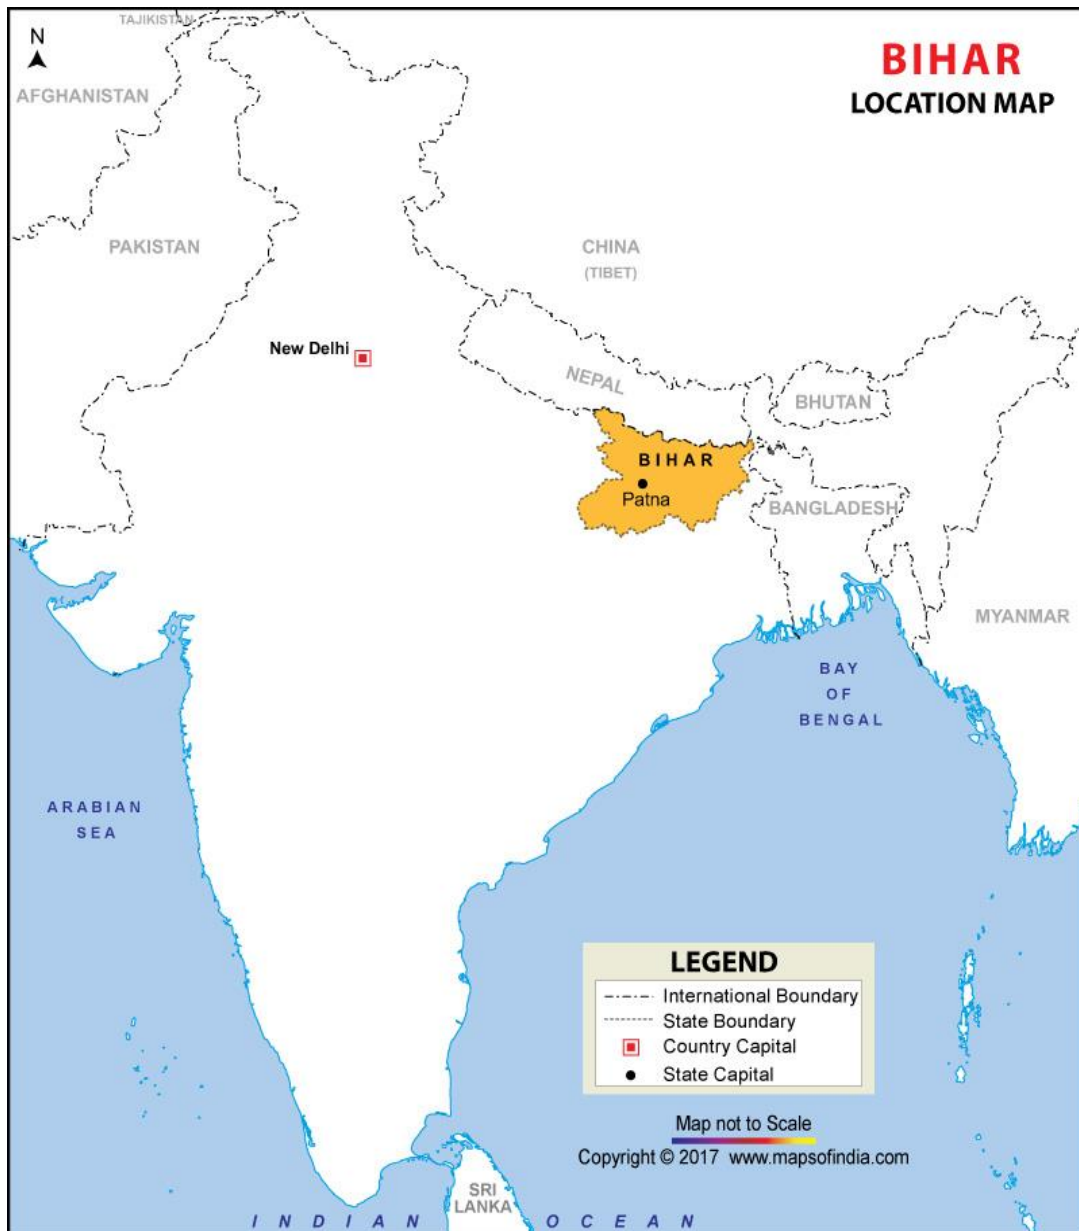 TAJIKISTAN
N
BIHAR
LOCATION MAP
AFGHANISTAN
PAKISTAN
CHINA
(TIBET)
New Delhi
NEPAL
BHUTAN
BIHAR
Patna
BANGLADESH
MYANMAR
BAY
OF
BENGAL
ARABIAN
SEA
LEGEND
International Boundary
State Boundary
Country Capital
State Capital
Map not to Scale
Copyright © 2017 www.mapsofindia.com
SRI
LANKA
INDIAN OCEAN